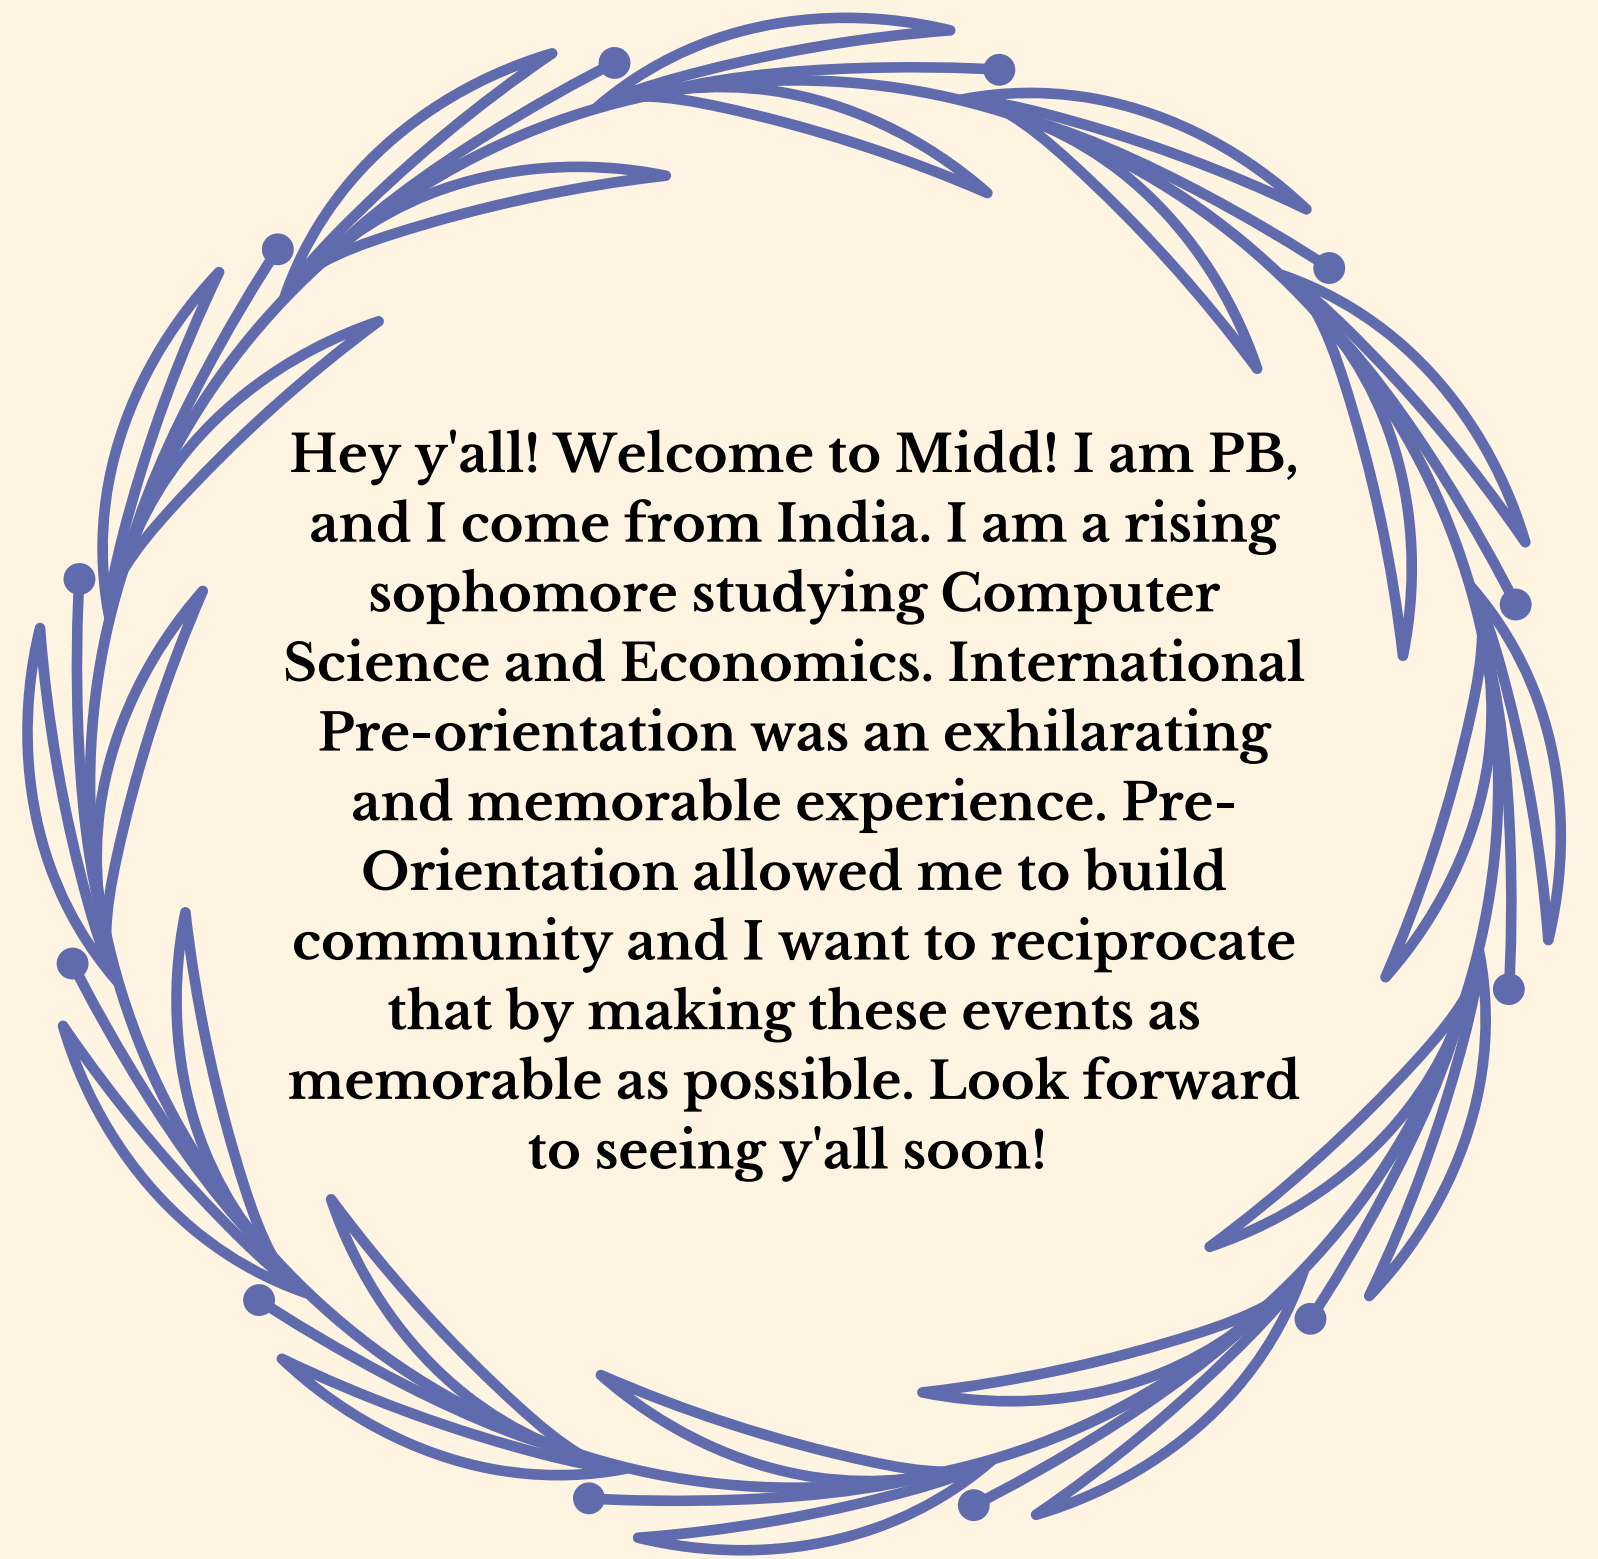 Hey y'all! Welcome to Midd! I am PB,
and I come from India. I am a rising
sophomore studying Computer
Science and Economics. International
Pre-orientation was an exhilarating
and memorable experience. Pre-
Orientation allowed me to build
community and I want to reciprocate
that by making these events as
memorable as possible. Look forward
to seeing y'all soon!